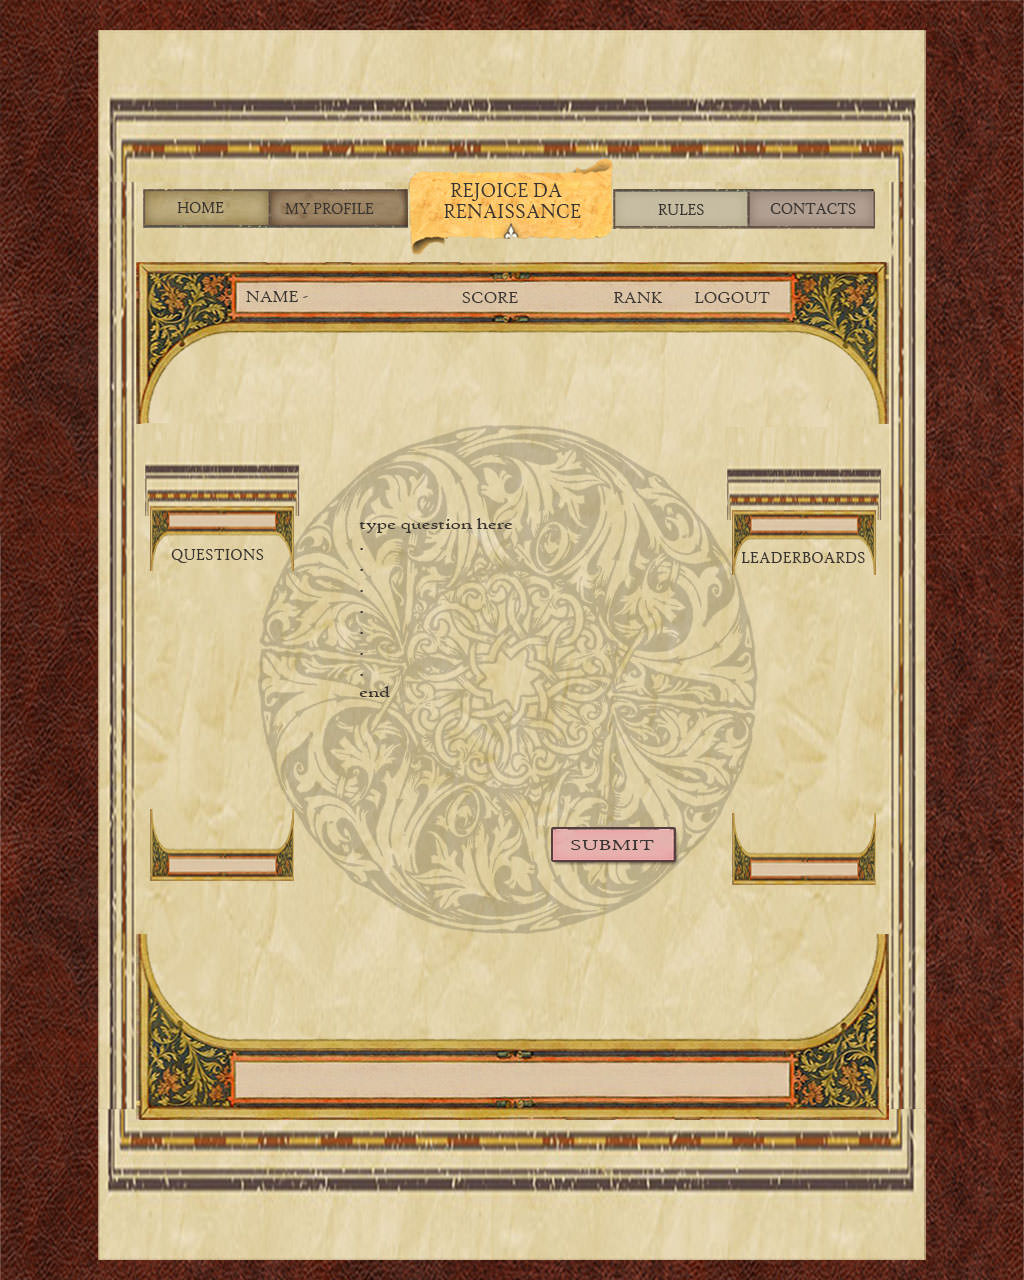 REJOICE DA
RENAISSANCE
HOME
MY PROFILE
RULES
CONTACTS
NAME -
SCORE
RANK
LOGOUT
QUESTIONS
type question here
.
.
.
.
.
.
.
end
LEADERBOARDS
SUBMIT